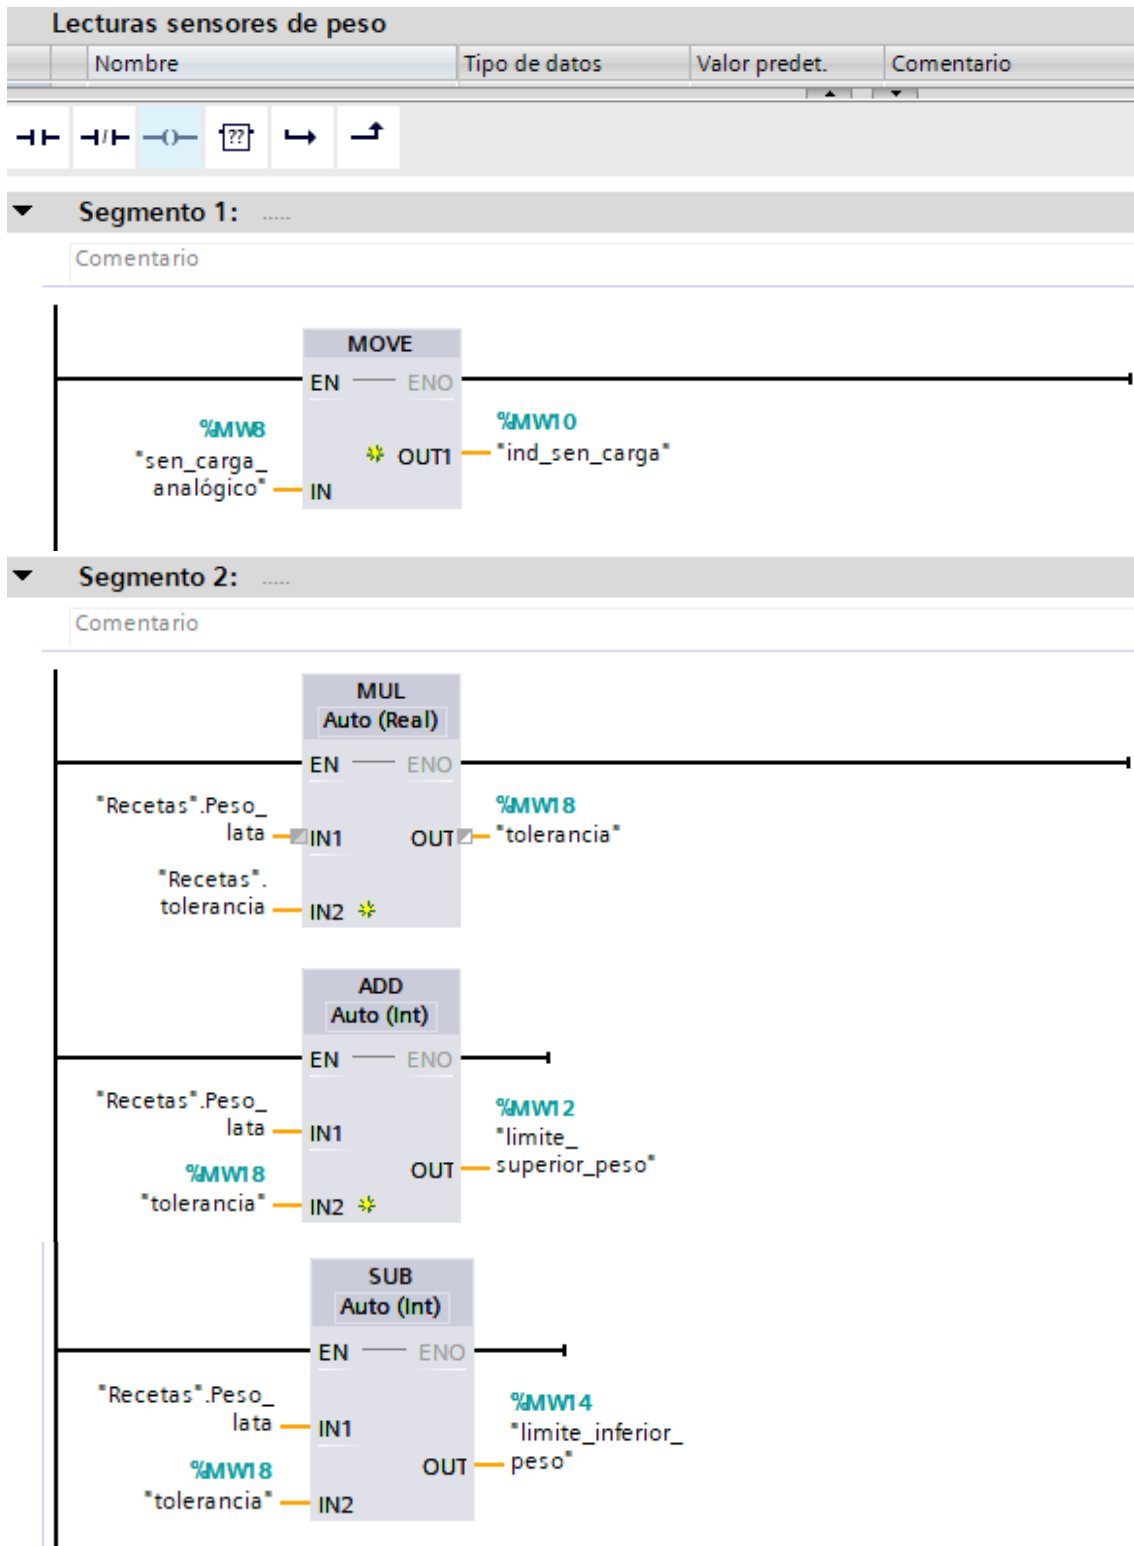 Lecturas sensores de peso
Nombre Tipo de datos Valor predet. Comentario
??
Segmento 1: .....
Comentario
MOVE
EN ENO
%MW8
"sen_carga_
analógico"
IN
OUT1
%MW10
"ind_sen_carga"
Segmento 2: .....
Comentario
MUL
Auto (Real)
EN ENO
"Recetas".Peso_
lata
IN1
"Recetas".
tolerancia
IN2
OUT
%MW18
"tolerancia"
ADD
Auto (Int)
EN ENO
"Recetas".Peso_
lata
IN1
%MW18
"tolerancia"
IN2
OUT
%MW12
"limite_
superior_peso"
SUB
Auto (Int)
EN ENO
"Recetas".Peso_
lata
IN1
%MW18
"tolerancia"
IN2
OUT
%MW14
"limite_inferior_
peso"